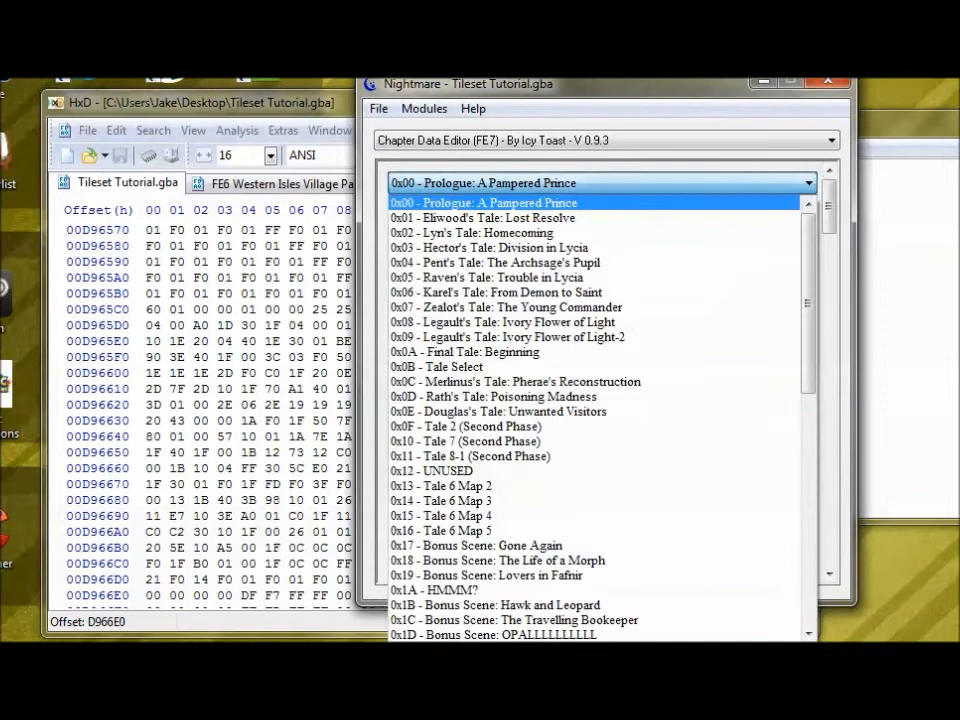 HxD - [C:\Users\Jake\Desktop\Tileset Tutorial.gba]
File Edit Search View Analysis Extras Window
16 ANSI
Tileset Tutorial.gba FE6 Western Isles Village Pa
Offset(h) 00 01 02 03 04 05 06 07 08
00D96570 01 F0 01 F0 01 FF F0 01 F0
00D96580 F0 01 F0 01 F0 01 FF F0 01
00D96590 01 F0 01 F0 01 F0 01 FF F0
00D965A0 F0 01 F0 01 F0 01 F0 01 FF
00D965B0 01 F0 01 F0 01 F0 01 F0 01
00D965C0 60 01 00 01 00 01 00 25 25
00D965D0 04 00 A0 1D 30 1F 04 00 01
00D965E0 10 1E 20 04 40 1E 30 01 BE
00D965F0 90 3E 40 1F 00 3C 03 F0 50
00D96600 1E 1E 1E 2D F0 C0 1F 20 0E
00D96610 2D 7F 2D 10 1F 70 A1 40 01
00D96620 3D 01 00 2E 06 2E 19 19 19
00D96630 20 43 00 00 1A F0 1F 50 7F
00D96640 80 01 00 57 10 01 1A 7E 1A
00D96650 1F 40 1F 00 1B 12 73 12 C0
00D96660 00 1B 10 04 FF 30 5C E0 21
00D96670 1F 30 01 F0 1F FD F0 3F F0
00D96680 00 13 1B 40 3B 98 10 01 26
00D96690 11 E7 10 3E A0 01 C0 1F 11
00D966A0 C0 C2 30 10 1F 00 26 01 01
00D966B0 20 5E 10 A5 00 1F 0C 0C 0C
00D966C0 F0 1F B0 01 00 1F 0C 0C FF
00D966D0 21 F0 14 F0 01 F0 01 F0 01
00D966E0 00 00 00 00 DF F7 FF FF FF
Offset: D966E0
Nightmare - Tileset Tutorial.gba
File Modules Help
Chapter Data Editor (FE7) - By Icy Toast - V 0.9.3
0x00 - Prologue: A Pampered Prince
0x00 - Prologue: A Pampered Prince
0x01 - Eliwood's Tale: Lost Resolve
0x02 - Lyn's Tale: Homecoming
0x03 - Hector's Tale: Division in Lycia
0x04 - Pent's Tale: The Archsage's Pupil
0x05 - Raven's Tale: Trouble in Lycia
0x06 - Karel's Tale: From Demon to Saint
0x07 - Zealot's Tale: The Young Commander
0x08 - Legault's Tale: Ivory Flower of Light
0x09 - Legault's Tale: Ivory Flower of Light-2
0x0A - Final Tale: Beginning
0x0B - Tale Select
0x0C - Merlinus's Tale: Pherae's Reconstruction
0x0D - Rath's Tale: Poisoning Madness
0x0E - Douglas's Tale: Unwanted Visitors
0x0F - Tale 2 (Second Phase)
0x10 - Tale 7 (Second Phase)
0x11 - Tale 8-1 (Second Phase)
0x12 - UNUSED
0x13 - Tale 6 Map 2
0x14 - Tale 6 Map 3
0x15 - Tale 6 Map 4
0x16 - Tale 6 Map 5
0x17 - Bonus Scene: Gone Again
0x18 - Bonus Scene: The Life of a Morph
0x19 - Bonus Scene: Lovers in Fafnir
0x1A - HMMM?
0x1B - Bonus Scene: Hawk and Leopard
0x1C - Bonus Scene: The Travelling Bookeeper
0x1D - Bonus Scene: OPALLLLLLLLLL